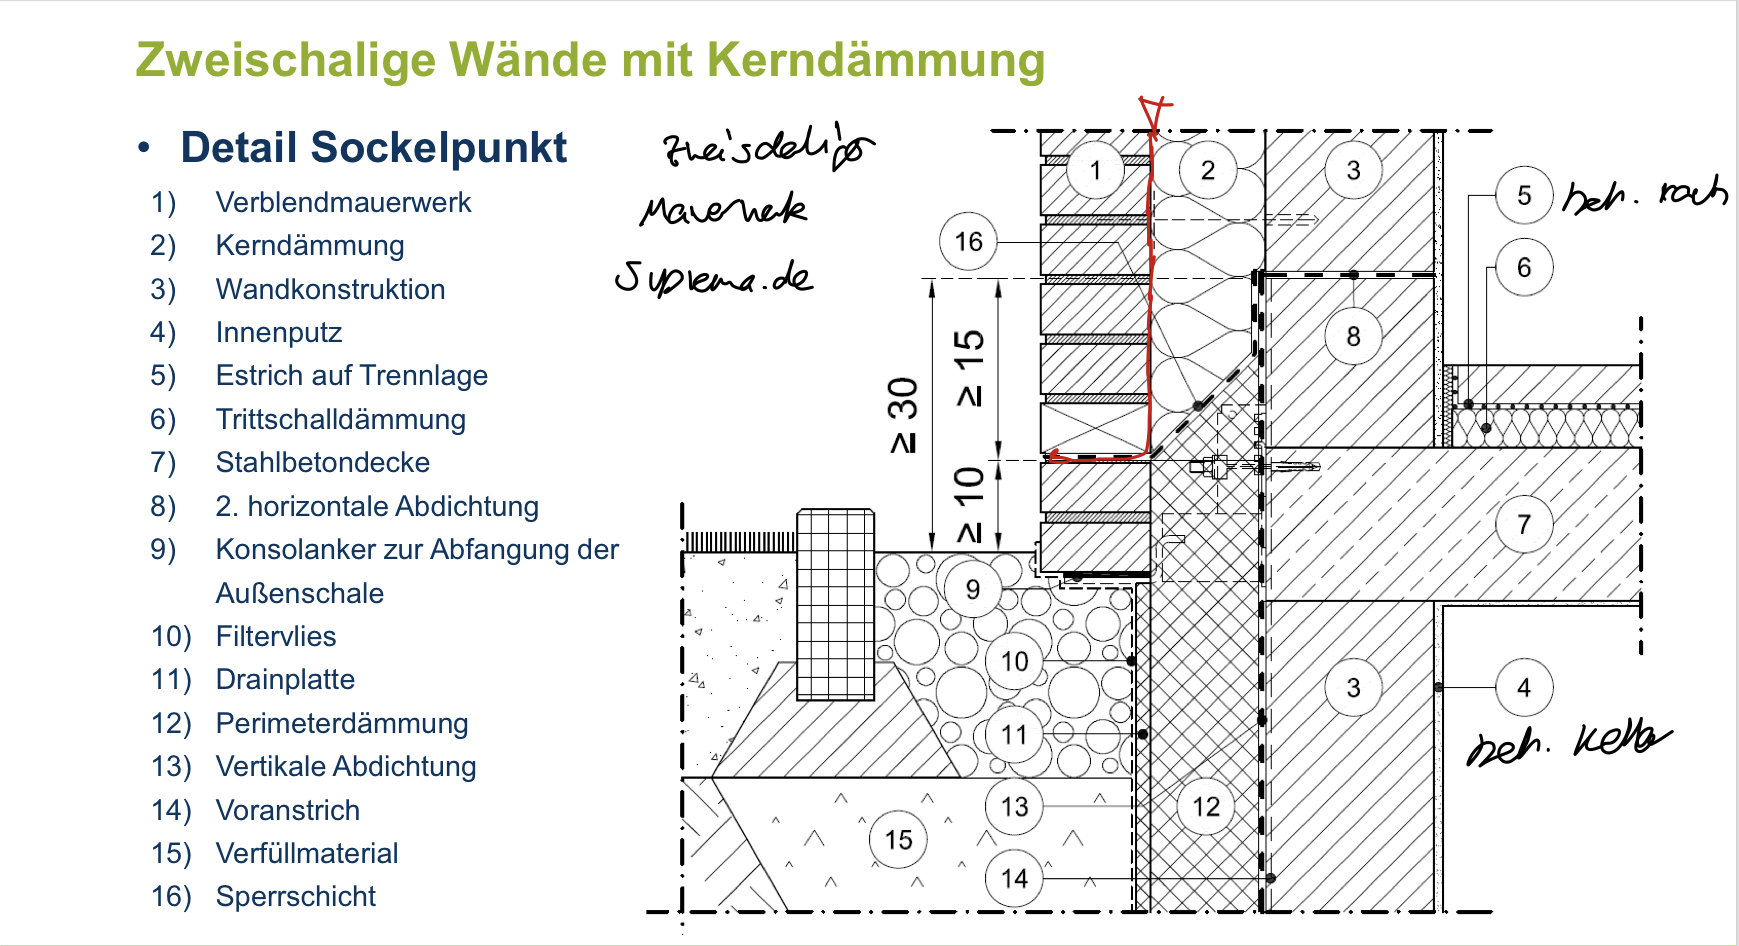 Zweischalige Wände mit Kerndämmung
• Detail Sockelpunkt
1) Verblendmauerwerk
2) Kerndämmung
3) Wandkonstruktion
4) Innenputz
5) Estrich auf Trennlage
6) Trittschalldämmung
7) Stahlbetondecke
8) 2. horizontale Abdichtung
9) Konsolanker zur Abfangung der
Außenschale
10) Filtervlies
11) Drainplatte
12) Perimeterdämmung
13) Vertikale Abdichtung
14) Voranstrich
15) Verfüllmaterial
16) Sperrschicht
Mauerwerk
Suprema.de
1
2
3
5
beh.
16
6
8
≥ 15
≥ 30
≥ 10
7
9
10
3
4
beh. Keller
11
13
12
15
14